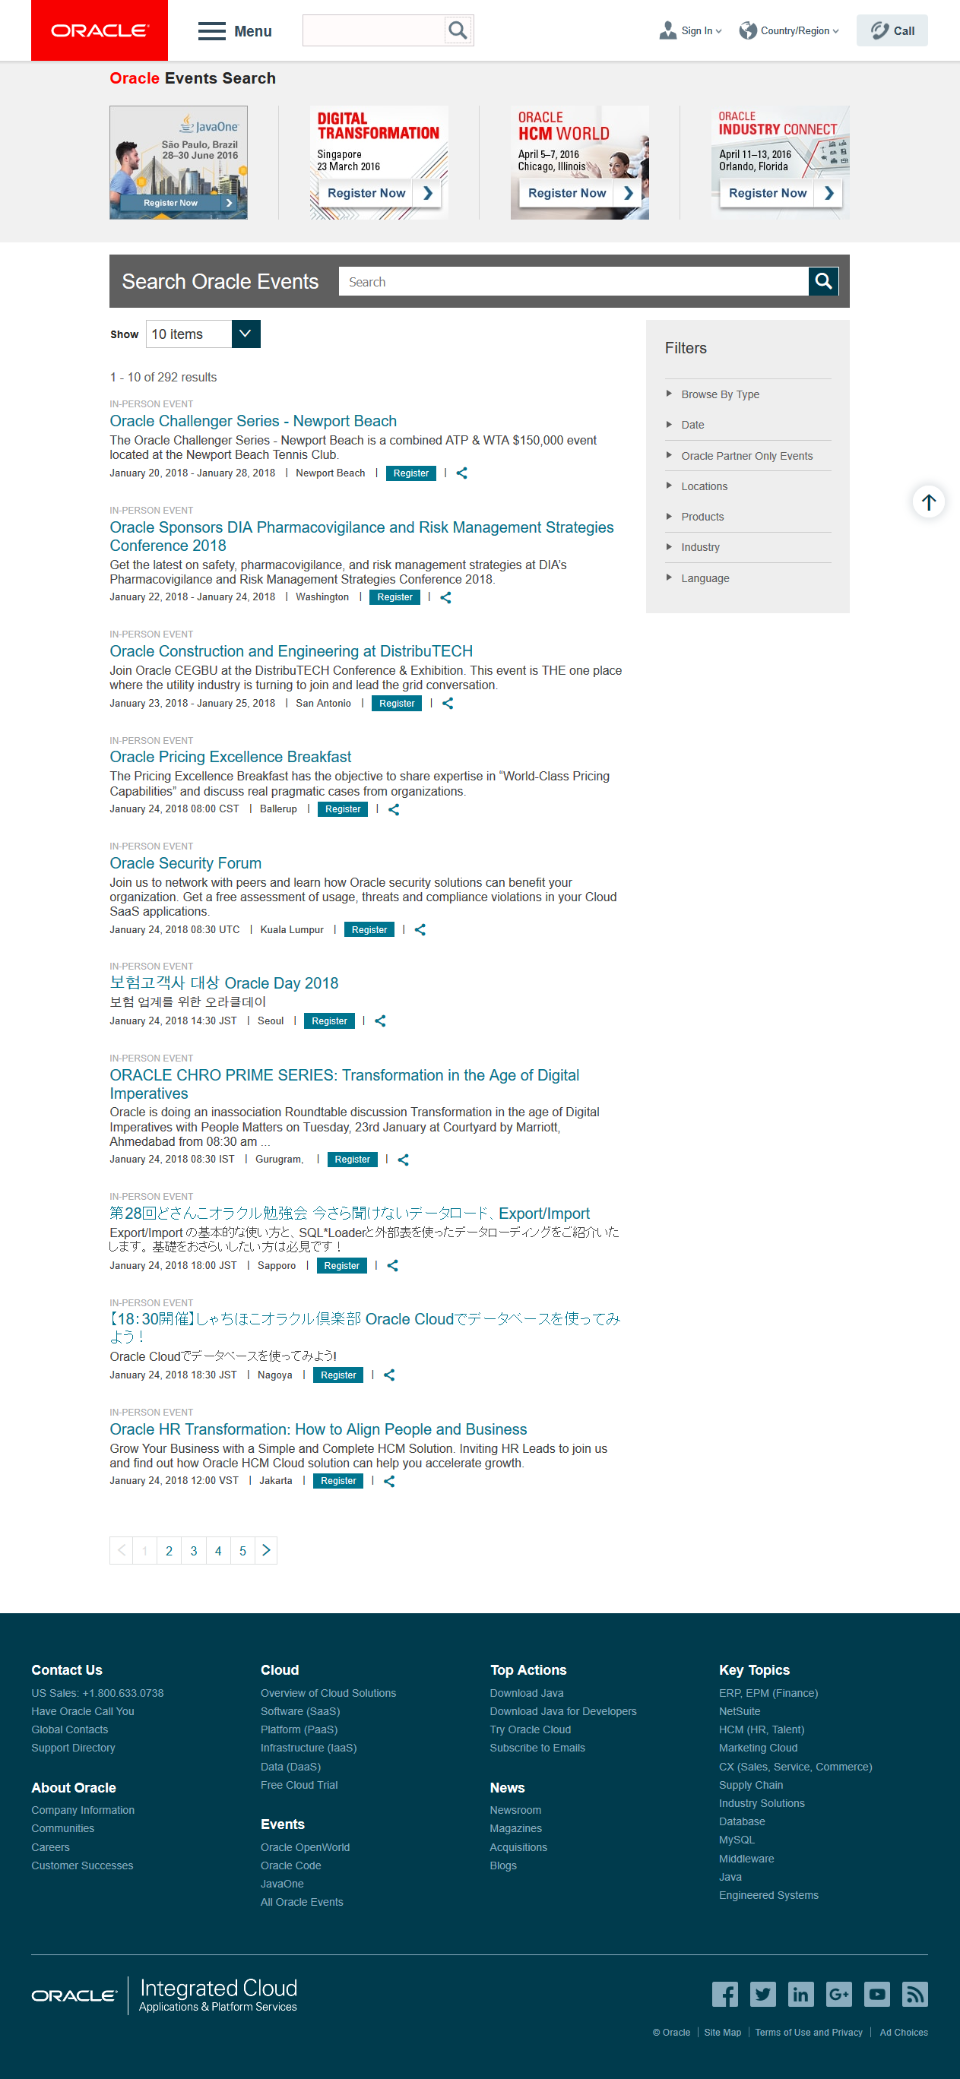 ORACLE
Menu
Sign In
Country/Region
Call
Oracle Events Search
JavaOne
São Paulo, Brazil
28–30 June 2016
Register Now
DIGITAL
TRANSFORMATION
Singapore
23 March 2016
Register Now
ORACLE
HCM WORLD
April 5–7, 2016
Chicago, Illinois
Register Now
ORACLE
INDUSTRY CONNECT
April 11–13, 2016
Orlando, Florida
Register Now
Search Oracle Events
Search
Show 10 items
1 - 10 of 292 results
IN-PERSON EVENT
Oracle Challenger Series - Newport Beach
The Oracle Challenger Series - Newport Beach is a combined ATP & WTA $150,000 event
located at the Newport Beach Tennis Club.
January 20, 2018 - January 28, 2018 | Newport Beach | Register |
IN-PERSON EVENT
Oracle Sponsors DIA Pharmacovigilance and Risk Management Strategies
Conference 2018
Get the latest on safety, pharmacovigilance, and risk management strategies at DIA's
Pharmacovigilance and Risk Management Strategies Conference 2018.
January 22, 2018 - January 24, 2018 | Washington | Register |
IN-PERSON EVENT
Oracle Construction and Engineering at DistribuTECH
Join Oracle CEGBU at the DistribuTECH Conference & Exhibition. This event is THE one place
where the utility industry is turning to join and lead the grid conversation.
January 23, 2018 - January 25, 2018 | San Antonio | Register |
IN-PERSON EVENT
Oracle Pricing Excellence Breakfast
The Pricing Excellence Breakfast has the objective to share expertise in “World-Class Pricing
Capabilities” and discuss real pragmatic cases from organizations.
January 24, 2018 08:00 CST | Ballerup | Register |
IN-PERSON EVENT
Oracle Security Forum
Join us to network with peers and learn how Oracle security solutions can benefit your
organization. Get a free assessment of usage, threats and compliance violations in your Cloud
SaaS applications.
January 24, 2018 08:30 UTC | Kuala Lumpur | Register |
IN-PERSON EVENT
보험고객사 대상 Oracle Day 2018
보험 업계를 위한 오라클데이
January 24, 2018 14:30 JST | Seoul | Register |
IN-PERSON EVENT
ORACLE CHRO PRIME SERIES: Transformation in the Age of Digital
Imperatives
Oracle is doing an inassociation Roundtable discussion Transformation in the age of Digital
Imperatives with People Matters on Tuesday, 23rd January at Courtyard by Marriott,
Ahmedabad from 08:30 am ...
January 24, 2018 08:30 IST | Gurugram, | Register |
IN-PERSON EVENT
第28回どさんこオラクル勉強会 今さら聞けないデータロード、Export/Import
Export/Import の基本的な使い方と、SQL*Loaderと外部表を使ったデータローディングをご紹介いた
します。基礎をおさらいしたい方は必見です！
January 24, 2018 18:00 JST | Sapporo | Register |
IN-PERSON EVENT
【18：30開催】しゃちほこオラクル倶楽部 Oracle Cloudでデータベースを使ってみ
よう！
Oracle Cloudでデータベースを使ってみよう!
January 24, 2018 18:30 JST | Nagoya | Register |
IN-PERSON EVENT
Oracle HR Transformation: How to Align People and Business
Grow Your Business with a Simple and Complete HCM Solution. Inviting HR Leads to join us
and find out how Oracle HCM Cloud solution can help you accelerate growth.
January 24, 2018 12:00 VST | Jakarta | Register |
1 2 3 4 5
Filters
Browse By Type
Date
Oracle Partner Only Events
Locations
Products
Industry
Language
Contact Us
US Sales: +1.800.633.0738
Have Oracle Call You
Global Contacts
Support Directory
About Oracle
Company Information
Communities
Careers
Customer Successes
Cloud
Overview of Cloud Solutions
Software (SaaS)
Platform (PaaS)
Infrastructure (IaaS)
Data (DaaS)
Free Cloud Trial
Events
Oracle OpenWorld
Oracle Code
JavaOne
All Oracle Events
Top Actions
Download Java
Download Java for Developers
Try Oracle Cloud
Subscribe to Emails
News
Newsroom
Magazines
Acquisitions
Blogs
Key Topics
ERP, EPM (Finance)
NetSuite
HCM (HR, Talent)
Marketing Cloud
CX (Sales, Service, Commerce)
Supply Chain
Industry Solutions
Database
MySQL
Middleware
Java
Engineered Systems
ORACLE
Integrated Cloud
Applications & Platform Services
© Oracle | Site Map | Terms of Use and Privacy | Ad Choices